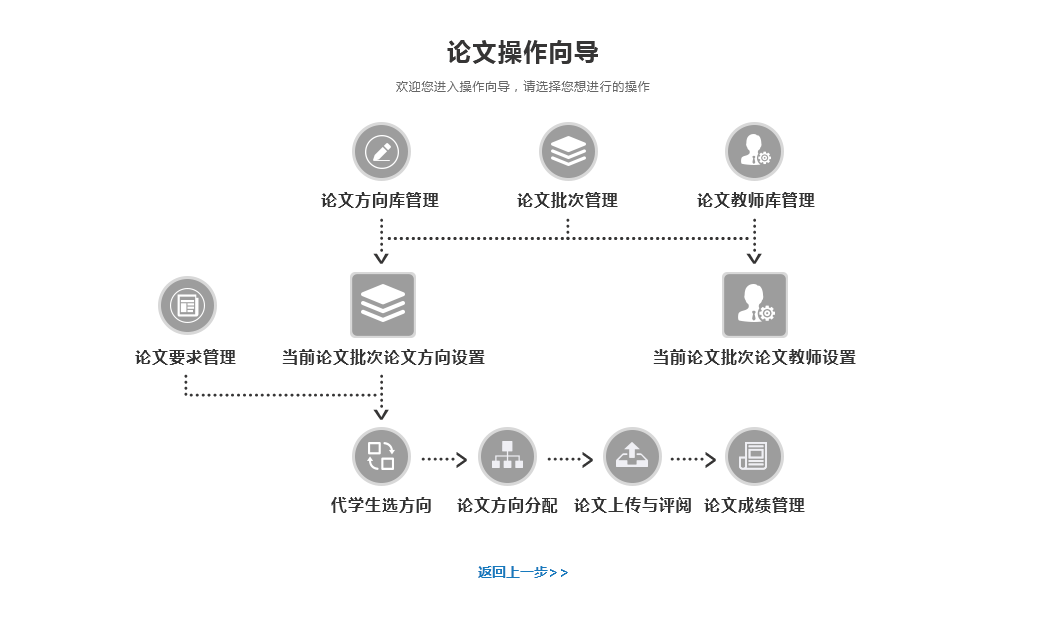 论文操作向导
欢迎您进入操作向导，请选择您想进行的操作
论文方向库管理
论文批次管理
论文教师库管理
论文要求管理
当前论文批次论文方向设置
当前论文批次论文教师设置
代学生选方向
论文方向分配
论文上传与评阅
论文成绩管理
返回上一步>>